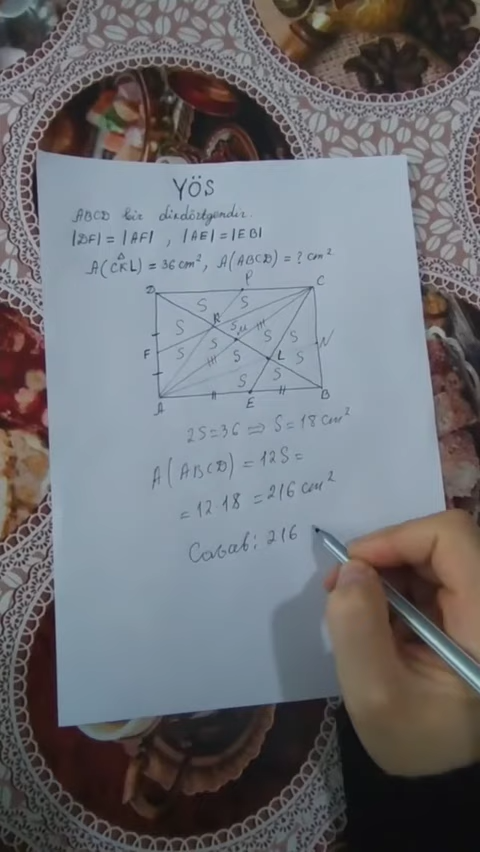 YÖS
ABCD bir dikdörtgendir.
|DF| = |AF| , |AE| = |EB|
A(CKL) = 36 cm², A(ABCD) = ? cm²
D P C
S S
S K S S
F S S M S N
S L S
S S
A E B
2S=36 ⇒ S=18 cm²
A(ABCD) = 12S =
= 12·18 = 216 cm²
Cavab: 216